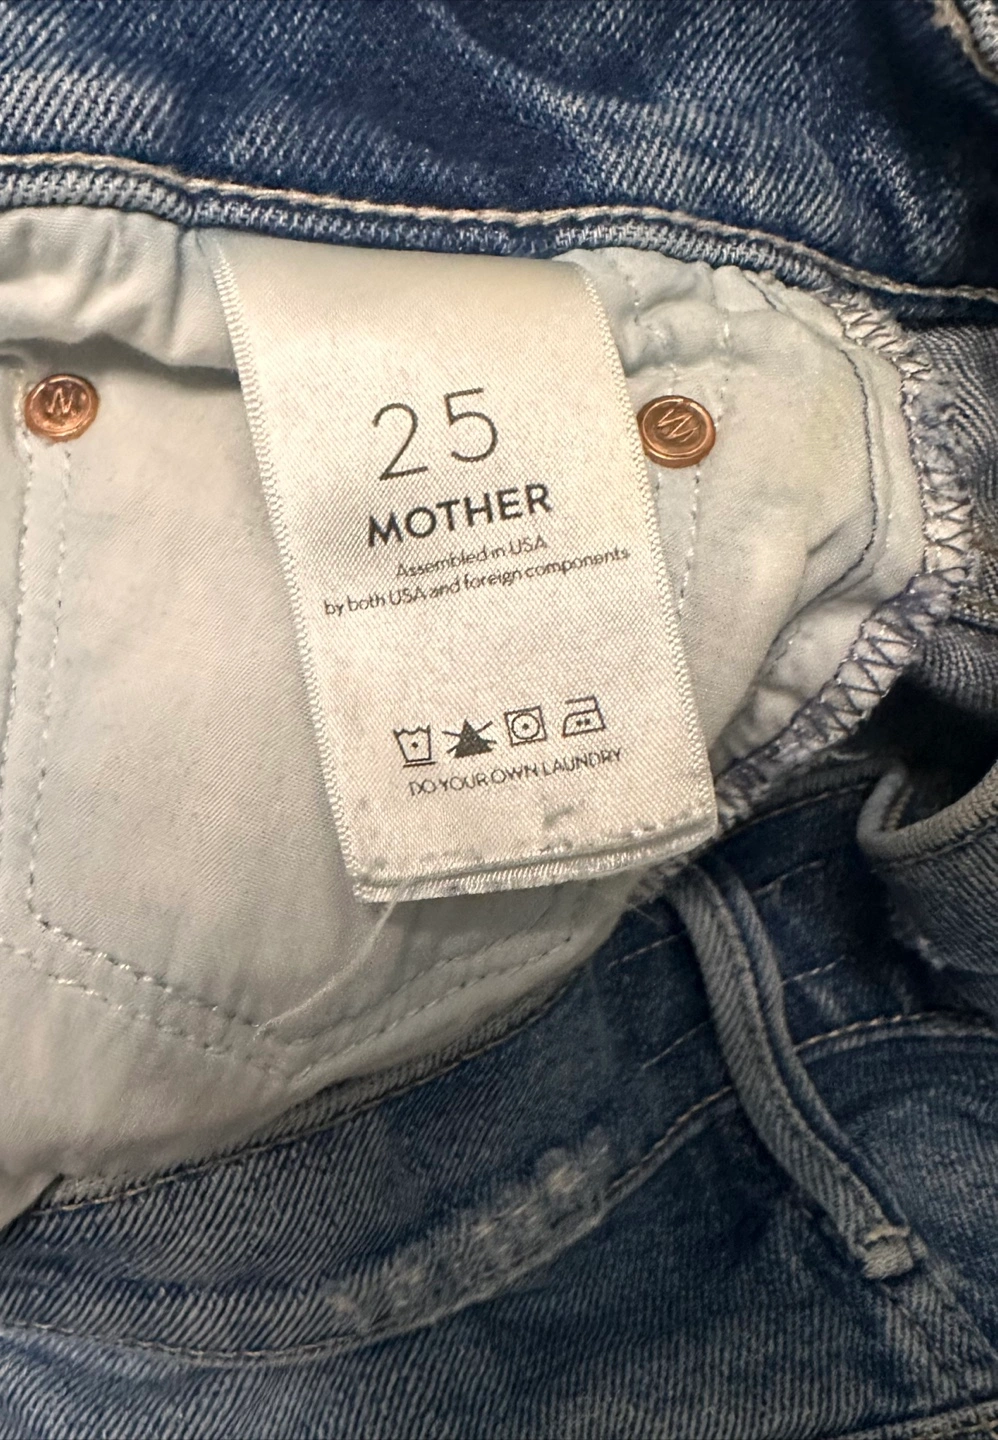 25
MOTHER
Assembled in USA
by both USA and foreign components
DO YOUR OWN LAUNDRY
M
M